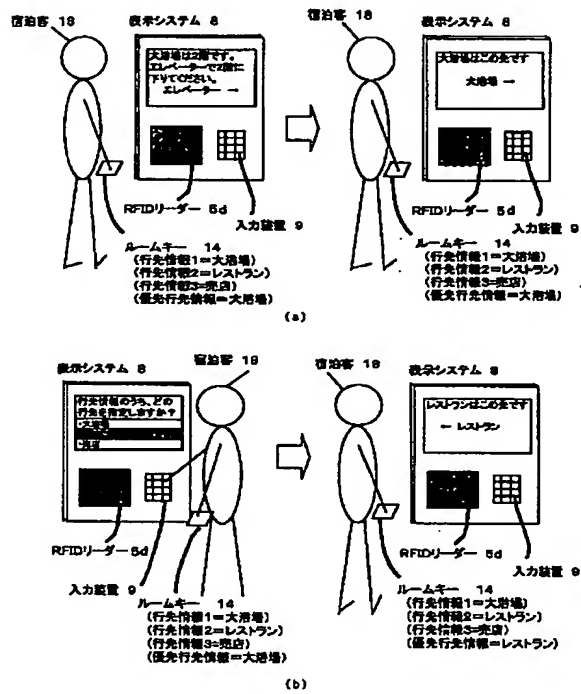 宿泊客 18
表示システム 8
大浴場は2階です。
エレベーターで2階に
下りてください。
エレベーター →
RFIDリーダー 5d
入力装置 9
ルームキー 14
(行先情報1=大浴場)
(行先情報2=レストラン)
(行先情報3=売店)
(優先行先情報=大浴場)
宿泊客 18
表示システム 8
大浴場はこの先です
大浴場 →
RFIDリーダー 5d
入力装置 9
ルームキー 14
(行先情報1=大浴場)
(行先情報2=レストラン)
(行先情報3=売店)
(優先行先情報=大浴場)
(a)
表示システム 8
宿泊客 18
行先情報のうち、どの
行先を指定しますか?
・大浴場
・売店
RFIDリーダー 5d
入力装置 9
ルームキー 14
(行先情報1=大浴場)
(行先情報2=レストラン)
(行先情報3=売店)
(優先行先情報=大浴場)
宿泊客 18
表示システム 8
レストランはこの先です
← レストラン
RFIDリーダー 5d
入力装置 9
ルームキー 14
(行先情報1=大浴場)
(行先情報2=レストラン)
(行先情報3=売店)
(優先行先情報=レストラン)
(b)